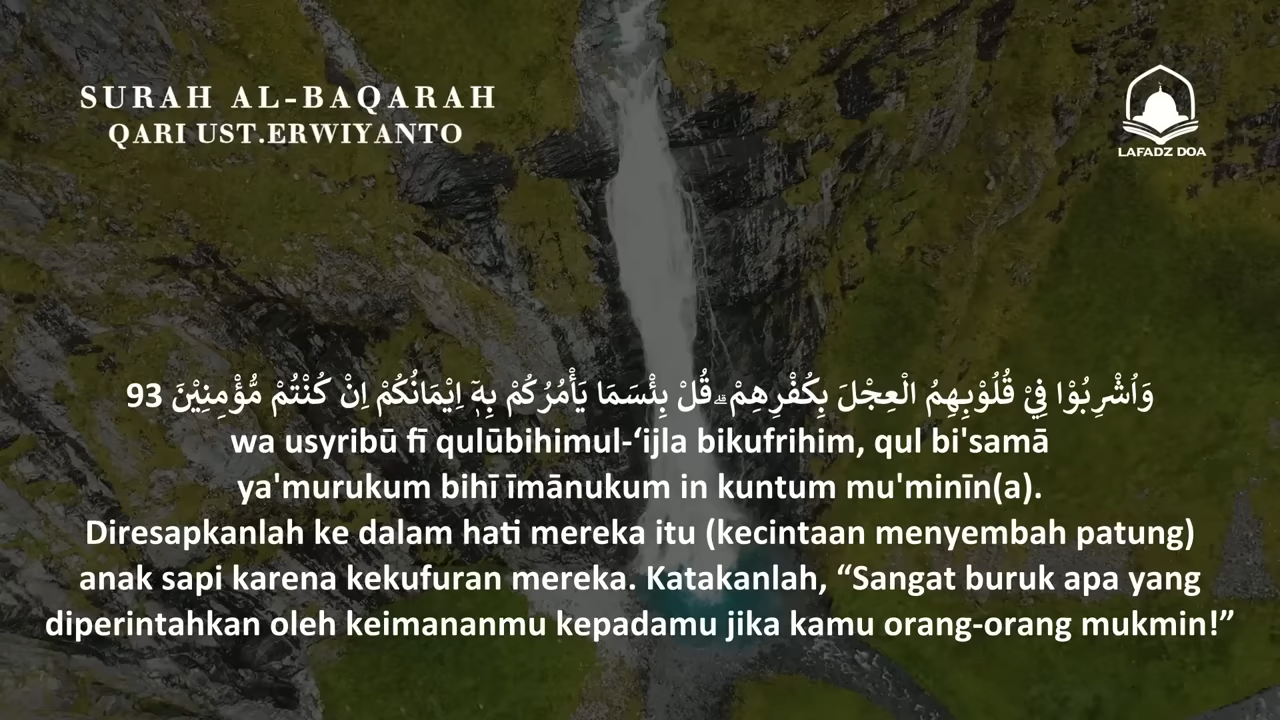 SURAH AL-BAQARAH
QARI UST.ERWIYANTO
LAFADZ DOA
وَاُشْرِبُوْا فِيْ قُلُوْبِهِمُ الْعِجْلَ بِكُفْرِهِمْ ۗ قُلْ بِئْسَمَا يَأْمُرُكُمْ بِهٖٓ اِيْمَانُكُمْ اِنْ كُنْتُمْ مُّؤْمِنِيْنَ 93
wa usyribū fī qulūbihimul-‘ijla bikufrihim, qul bi'samā
ya'murukum bihī īmānukum in kuntum mu'minīn(a).
Diresapkanlah ke dalam hati mereka itu (kecintaan menyembah patung)
anak sapi karena kekufuran mereka. Katakanlah, “Sangat buruk apa yang
diperintahkan oleh keimananmu kepadamu jika kamu orang-orang mukmin!”